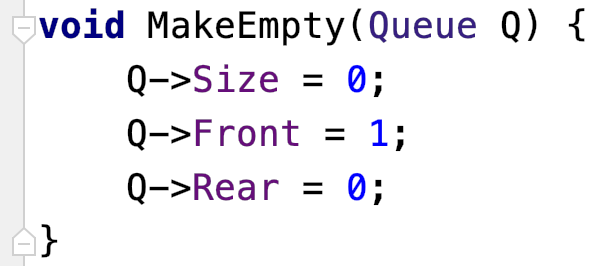 void MakeEmpty(Queue Q) {
    Q->Size = 0;
    Q->Front = 1;
    Q->Rear = 0;
}